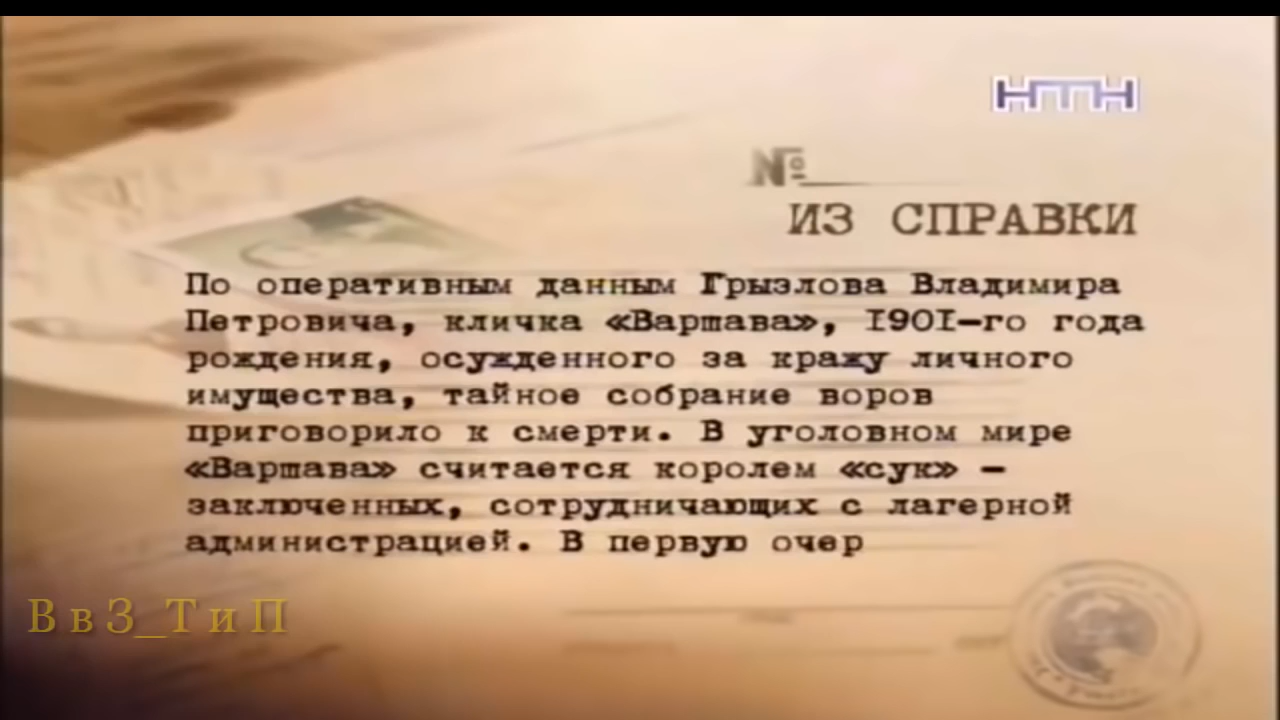 НТН
№
ИЗ СПРАВКИ
По оперативным данным Грызлова Владимира
Петровича, кличка «Варшава», 1901-го года
рождения, осужденного за кражу личного
имущества, тайное собрание воров
приговорило к смерти. В уголовном мире
«Варшава» считается королем «сук» –
заключенных, сотрудничающих с лагерной
администрацией. В первую очер
ВвЗ_ТиП